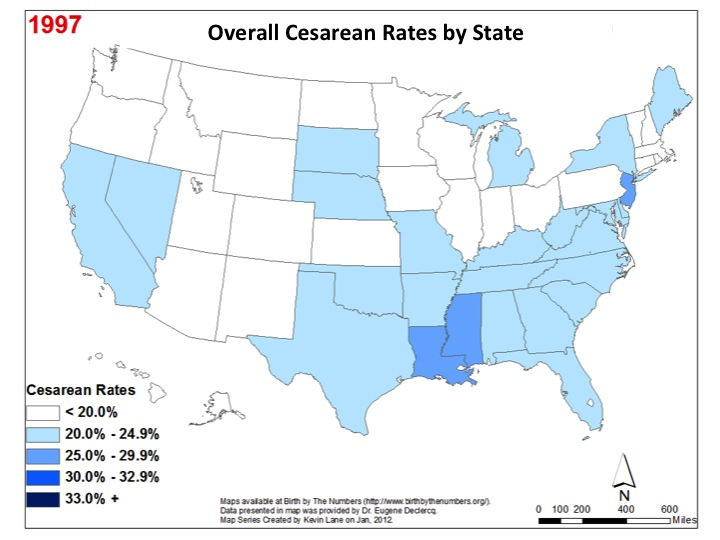 1997
Overall Cesarean Rates by State
Cesarean Rates
< 20.0%
20.0% - 24.9%
25.0% - 29.9%
30.0% - 32.9%
33.0% +
Maps available at Birth by The Numbers (http://www.birthbythenumbers.org/).
Data presented in map was provided by Dr. Eugene Declercq.
Map Series Created by Kevin Lane on Jan, 2012.
N
0 100 200 400 600
Miles